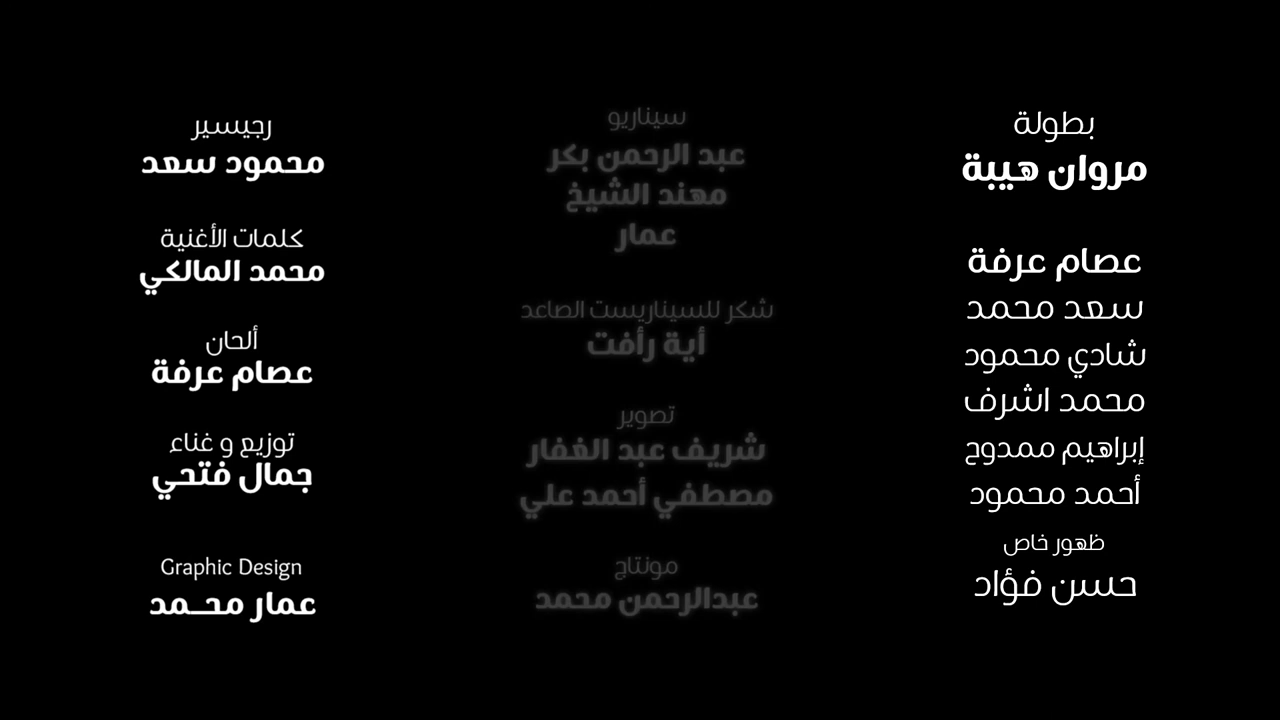 بطولة
مروان هيبة
عصام عرفة
سعد محمد
شادي محمود
محمد اشرف
إبراهيم ممدوح
أحمد محمود
ظهور خاص
حسن فؤاد
سيناريو
عبد الرحمن بكر
مهند الشيخ
عمار
شكر للسيناريست الصاعد
أية رأفت
تصوير
شريف عبد الغفار
مصطفي أحمد علي
مونتاج
عبدالرحمن محمد
رجيسير
محمود سعد
كلمات الأغنية
محمد المالكي
ألحان
عصام عرفة
توزيع و غناء
جمال فتحي
Graphic Design
عمار محــمد